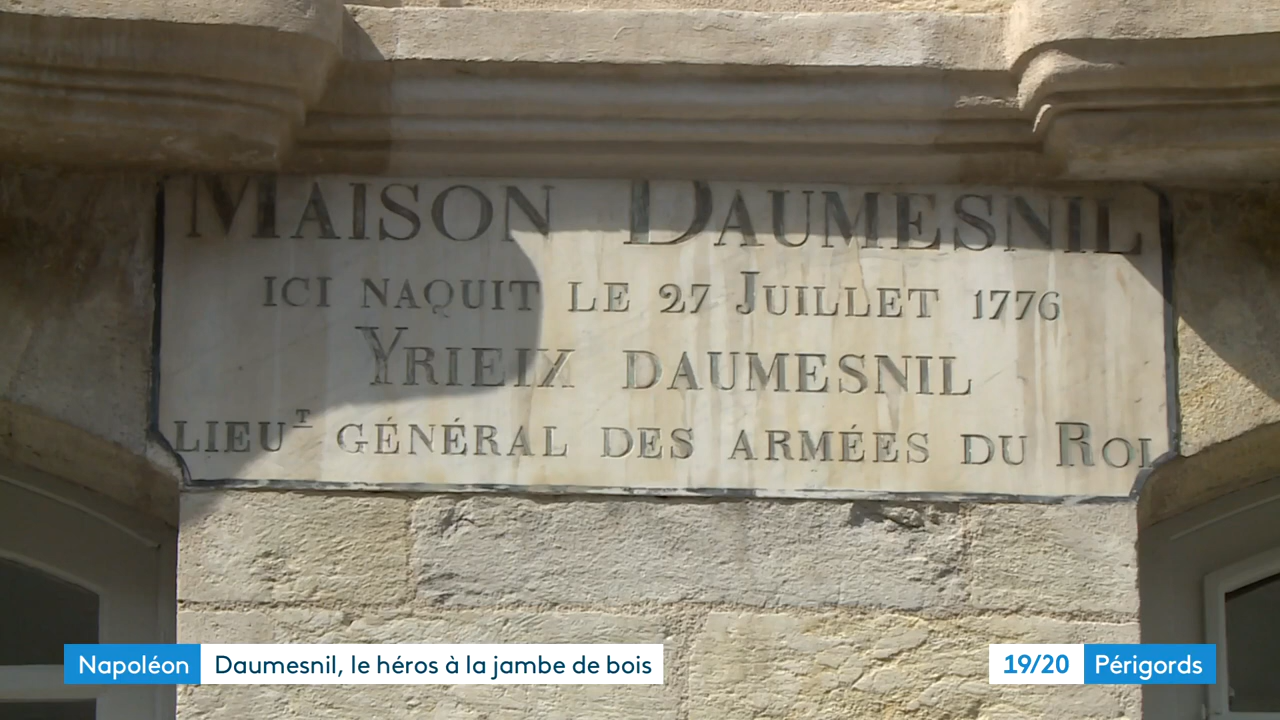 MAISON DAUMESNIL
ICI NAQUIT LE 27 JUILLET 1776
YRIEIX DAUMESNIL
LIEUT GÉNÉRAL DES ARMÉES DU ROI
Napoléon Daumesnil, le héros à la jambe de bois
19/20 Périgords